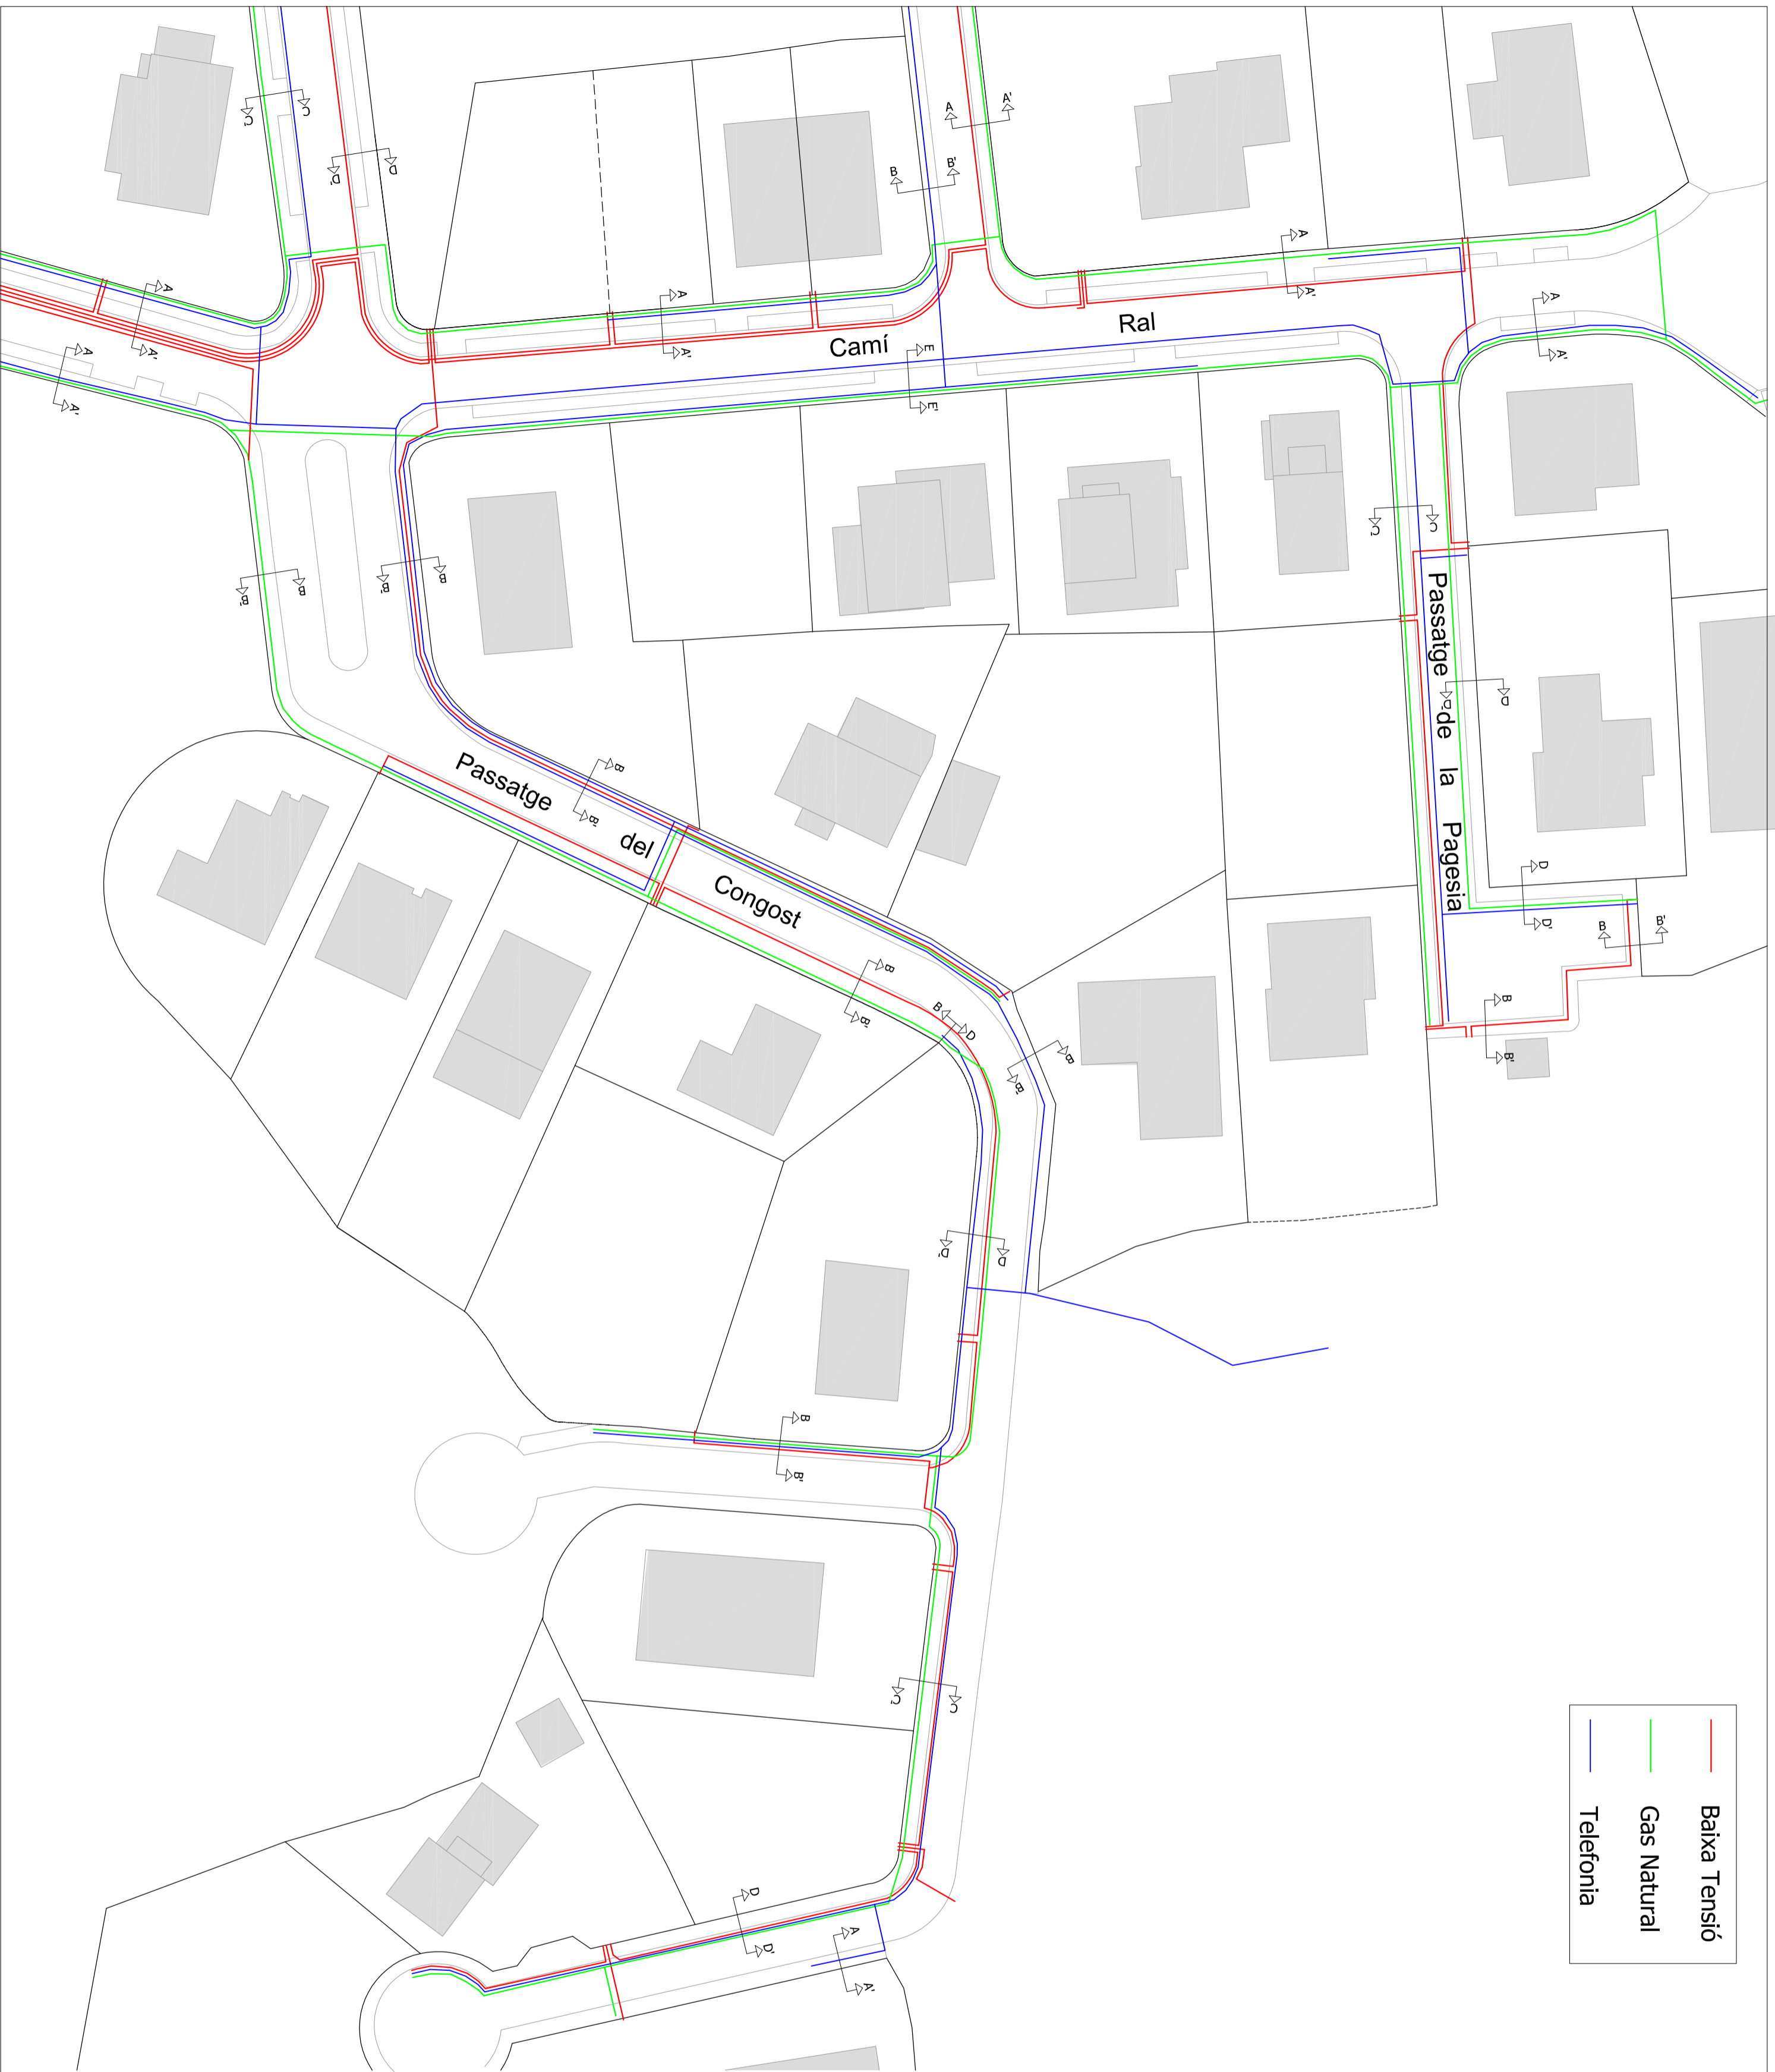 Camí Ral
Passatge de la Pagesia
Passatge del Congost
Baixa Tensió
Gas Natural
Telefonia
C C'
D D'
A A'
B B'
A A'
A A'
A A'
A A'
A A'
E E'
B B'
B B'
C C'
D D'
D D'
B B'
B B'
B B'
B B'
B D
B B'
D D'
B B'
C C'
D D'
A A'